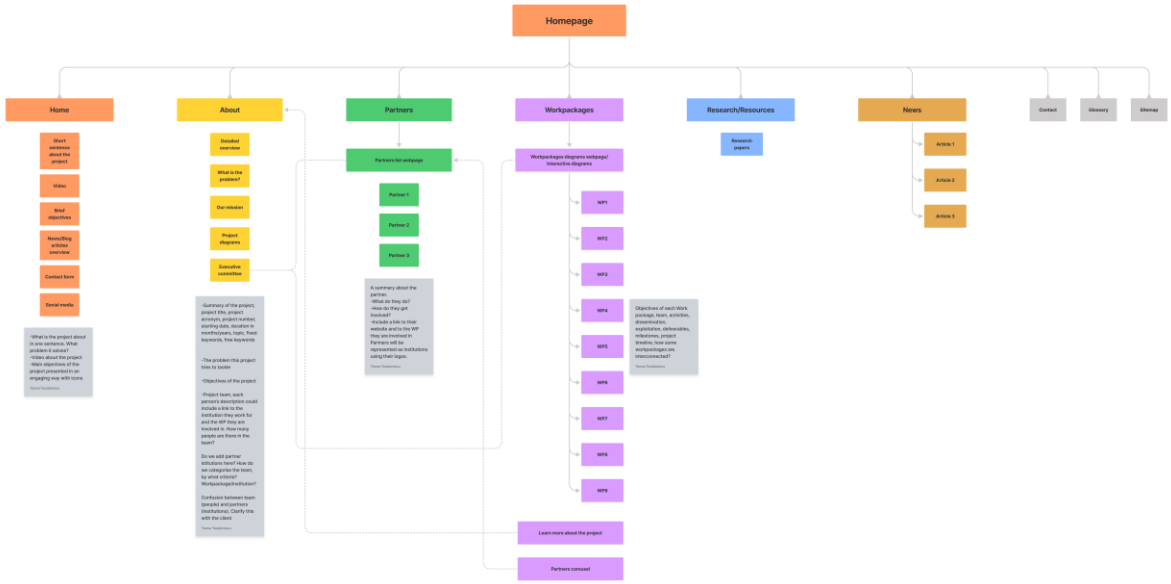 Homepage
Home
About
Partners
Workpackages
Research/Resources
News
Contact
Glossary
Sitemap
Short
sentence
about the
project
Video
Brief
objectives
News/Blog
articles
overview
Contact form
Social media
-What is the project about
in one sentence. What
problem it solves?
-Video about the project
-Main objectives of the
project presented in an
engaging way with icons
Detailed
overview
What is the
problem?
Our mission
Project
diagrams
Executive
committee
-Summary of the project,
project title, project
acronym, project number,
starting date, duration in
months/years, topic, fixed
keywords, free keywords
-The problem this project
tries to tackle
-Objectives of the project
-Project team, each
person's description could
include a link to the
institution they work for
and the WP they are
involved in. How many
people are there in the
team?
Do we add partner
intitutions here? How do
we categorise the team,
by what criteria?
Workpackage/institution?
Confusion between team
(people) and partners
(institutions). Clarify this
with the client
Partners list webpage
Partner 1
Partner 2
Partner 3
A summary about the
partner.
-What do they do?
-How do they get
involved?
-Include a link to their
website and to the WP
they are involved in
Partners will be
represented as institutions
using their logos.
Workpackages diagrams webpage/
interactive diagrams
WP1
WP2
WP3
WP4
WP5
WP6
WP7
WP8
WP9
Objectives of each Work
package, team, activities,
dissemination,
exploitation, deliverables,
milestones, project
timeline, how some
workpackages are
interconnected?
Learn more about the project
Partners carousel
Research
papers
Article 1
Article 2
Article 3